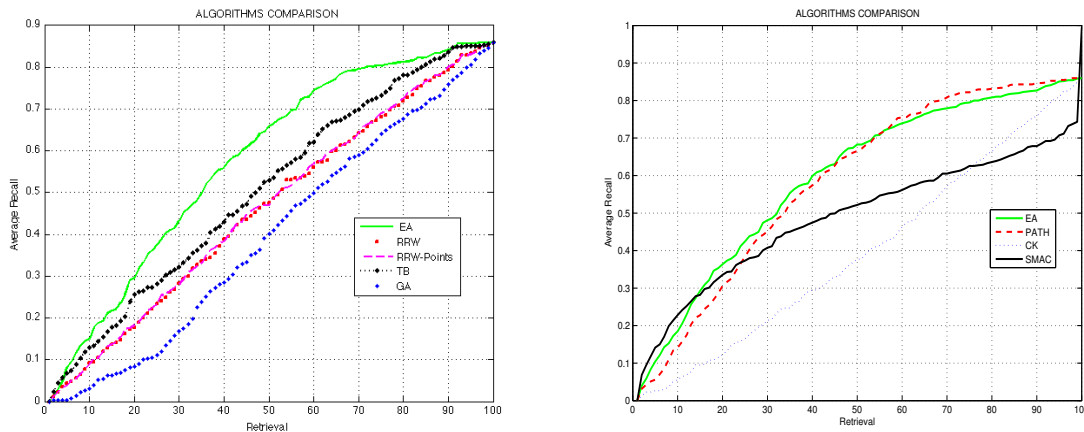 ALGORITHMS COMPARISON
0.9
0.8
0.7
0.6
0.5
0.4
0.3
0.2
0.1
0
Average Recall
EA
RRW
RRW-Points
TB
GA
10 20 30 40 50 60 70 80 90 100
Retrieval
ALGORITHMS COMPARISON
1
0.9
0.8
0.7
0.6
0.5
0.4
0.3
0.2
0.1
0
Average Recall
EA
PATH
CK
SMAC
0 10 20 30 40 50 60 70 80 90 10
Retrieval